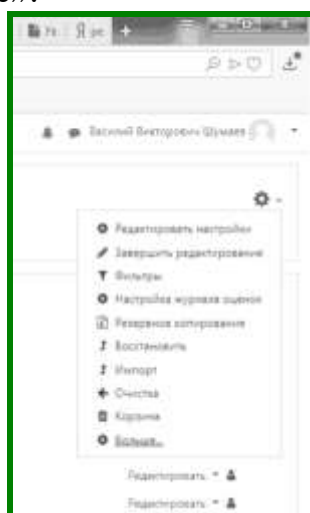 Василий Викторович Шумаев
Редактировать настройки
Завершить редактирование
Фильтры
Настройка журнала оценок
Резервное копирование
Восстановить
Импорт
Очистка
Корзина
Больше...
Редактировать
Редактировать